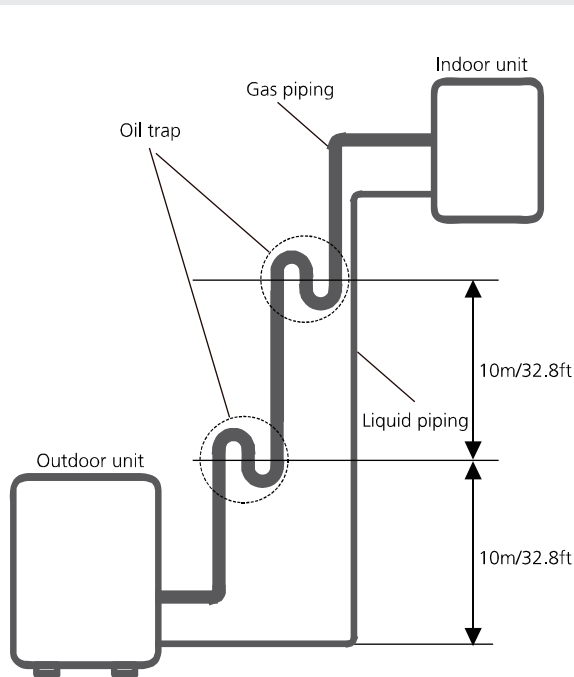 Indoor unit
Gas piping
Oil trap
10m/32.8ft
Liquid piping
Outdoor unit
10m/32.8ft